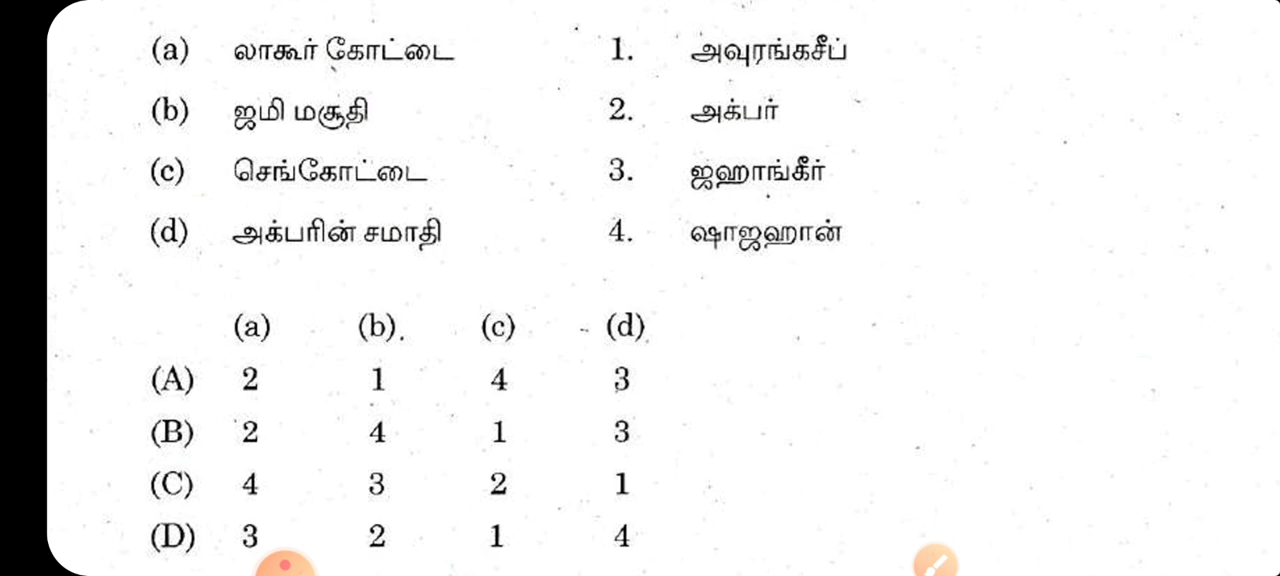 (a) லாகூர் கோட்டை 1. அவுரங்கசீப்
(b) ஜமி மசூதி 2. அக்பர்
(c) செங்கோட்டை 3. ஜஹாங்கீர்
(d) அக்பரின் சமாதி 4. ஷாஜஹான்
(a) (b). (c) (d)
(A) 2 1 4 3
(B) 2 4 1 3
(C) 4 3 2 1
(D) 3 2 1 4